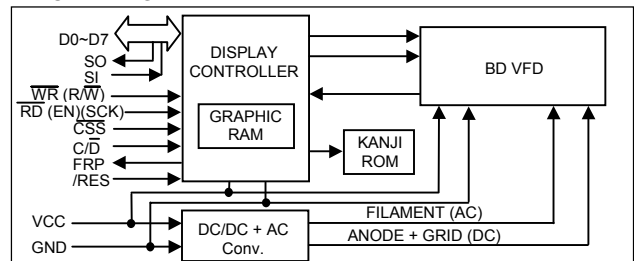 D0~D7
SO
SI
WR (R/W)
RD (EN)(SCK)
CSS
C/D
FRP
/RES
VCC
GND
DISPLAY
CONTROLLER
GRAPHIC
RAM
BD VFD
KANJI
ROM
DC/DC + AC
Conv.
FILAMENT (AC)
ANODE + GRID (DC)